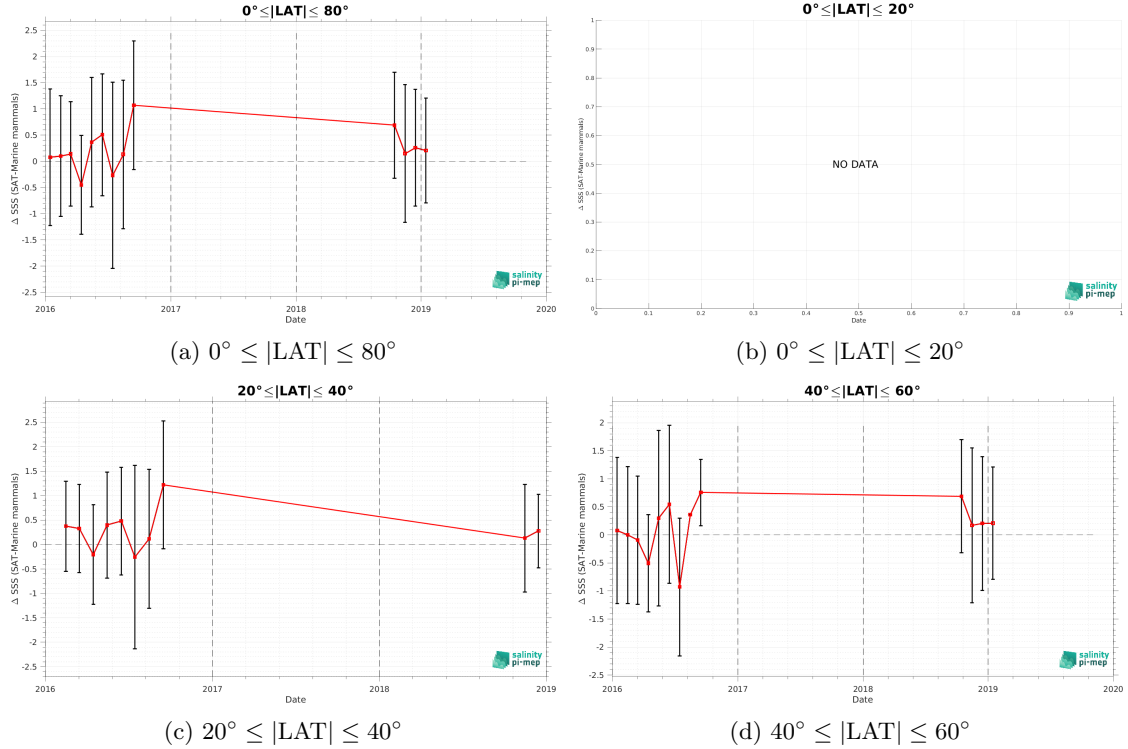 0°≤|LAT|≤ 80°
2.5
2
1.5
1
0.5
0
-0.5
-1
-1.5
-2
-2.5
Δ SSS (SAT-Marine mammals)
2016
2017
2018
2019
2020
Date
salinity
pi-mep
(a) 0° ≤ |LAT| ≤ 80°
0°≤|LAT|≤ 20°
1
0.9
0.8
0.7
0.6
0.5
0.4
0.3
0.2
0.1
0
Δ SSS (SAT-Marine mammals)
NO DATA
0
0.1
0.2
0.3
0.4
0.5
0.6
0.7
0.8
0.9
1
Date
salinity
pi-mep
(b) 0° ≤ |LAT| ≤ 20°
20°≤|LAT|≤ 40°
2.5
2
1.5
1
0.5
0
-0.5
-1
-1.5
-2
-2.5
Δ SSS (SAT-Marine mammals)
2016
2017
2018
2019
Date
salinity
pi-mep
(c) 20° ≤ |LAT| ≤ 40°
40°≤|LAT|≤ 60°
2
1.5
1
0.5
0
-0.5
-1
-1.5
-2
-2.5
Δ SSS (SAT-Marine mammals)
2016
2017
2018
2019
2020
Date
salinity
pi-mep
(d) 40° ≤ |LAT| ≤ 60°